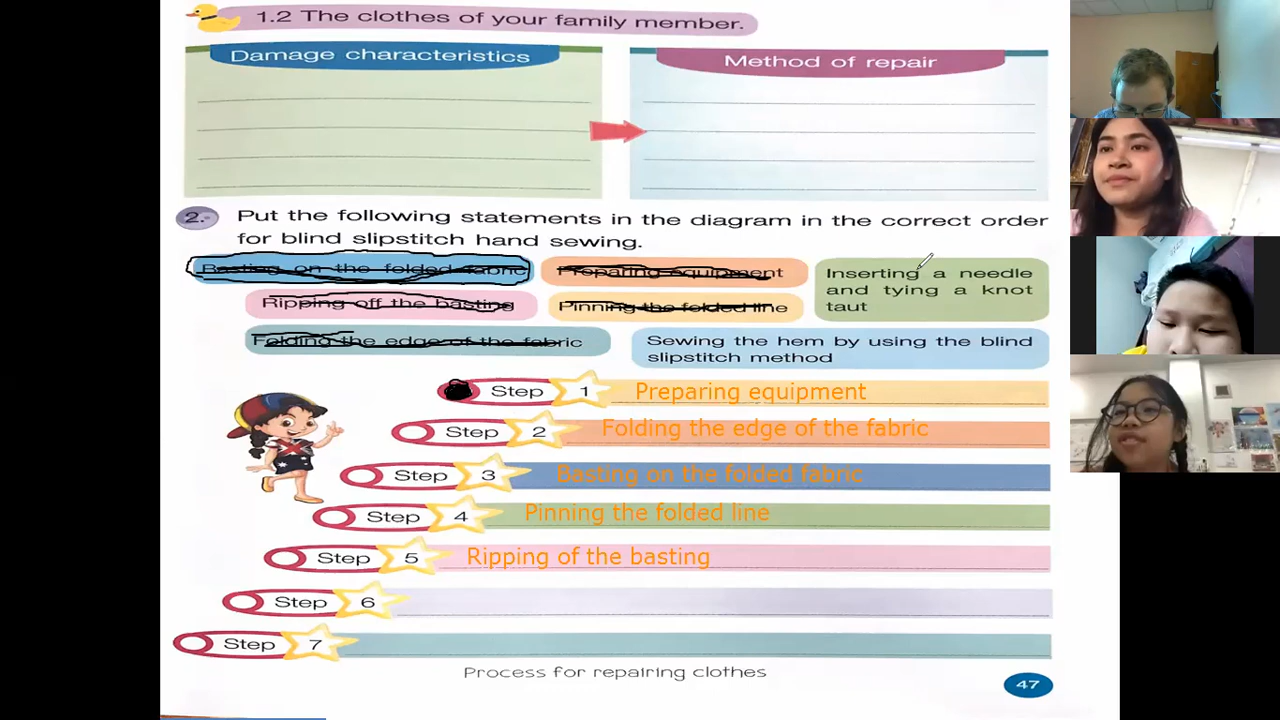 1.2 The clothes of your family member.
Damage characteristics
Method of repair
2.
Put the following statements in the diagram in the correct order
for blind slipstitch hand sewing.
Basting on the folded fabric
Preparing equipment
Inserting a needle
and tying a knot
taut
Ripping off the basting
Pinning the folded line
Folding the edge of the fabric
Sewing the hem by using the blind
slipstitch method
Step 1 Preparing equipment
Step 2 Folding the edge of the fabric
Step 3 Basting on the folded fabric
Step 4 Pinning the folded line
Step 5 Ripping of the basting
Step 6
Step 7
Process for repairing clothes
47